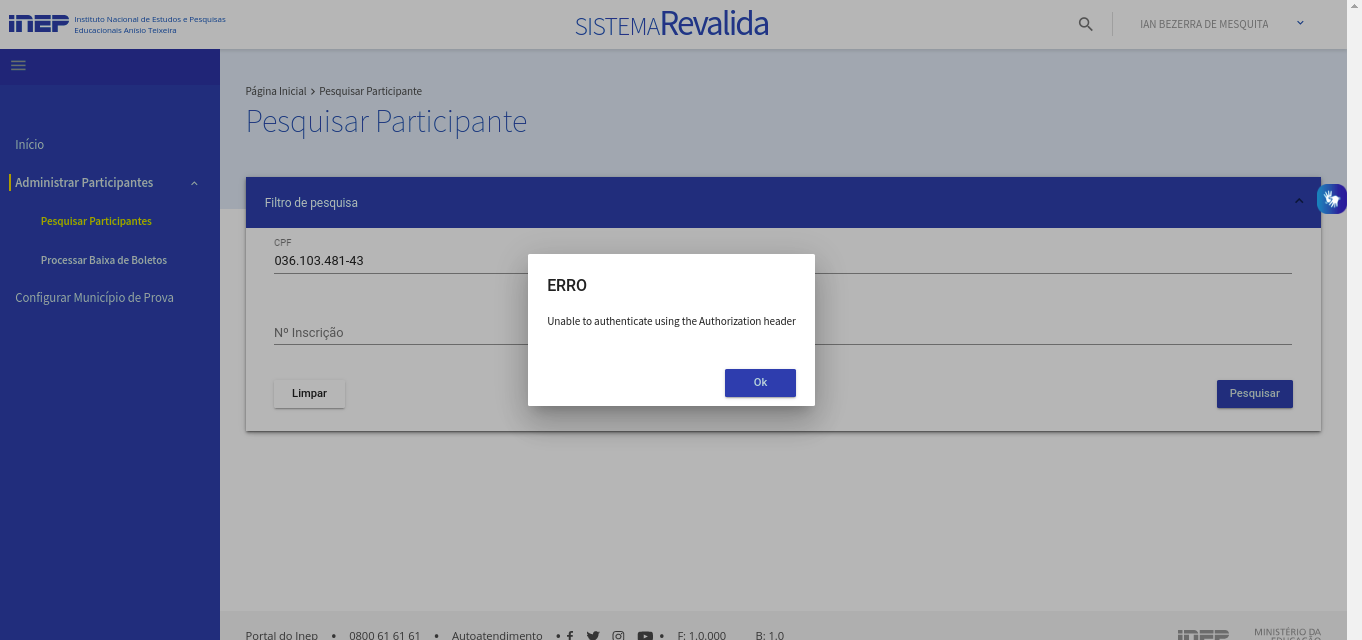 INEP
Instituto Nacional de Estudos e Pesquisas
Educacionais Anísio Teixeira
SISTEMARevalida
IAN BEZERRA DE MESQUITA
Página Inicial > Pesquisar Participante
Pesquisar Participante
Início
Administrar Participantes
Pesquisar Participantes
Processar Baixa de Boletos
Configurar Município de Prova
Filtro de pesquisa
CPF
036.103.481-43
Nº Inscrição
Limpar
Pesquisar
ERRO
Unable to authenticate using the Authorization header
Ok
Portal do Inep • 0800 61 61 61 • Autoatendimento • • F: 1.0.000 B: 1.0
INEP
MINISTÉRIO DA
EDUCAÇÃO